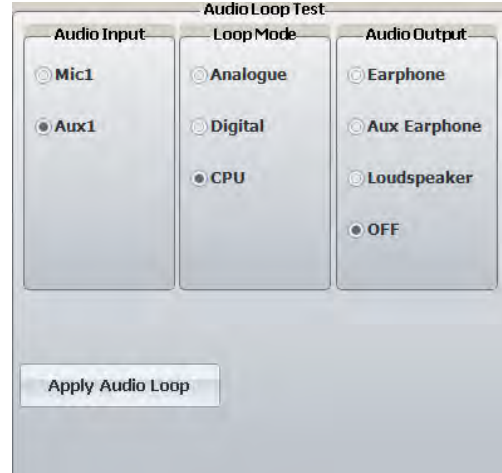 Audio Loop Test
Audio Input
Mic1
Aux1
Loop Mode
Analogue
Digital
CPU
Audio Output
Earphone
Aux Earphone
Loudspeaker
OFF
Apply Audio Loop